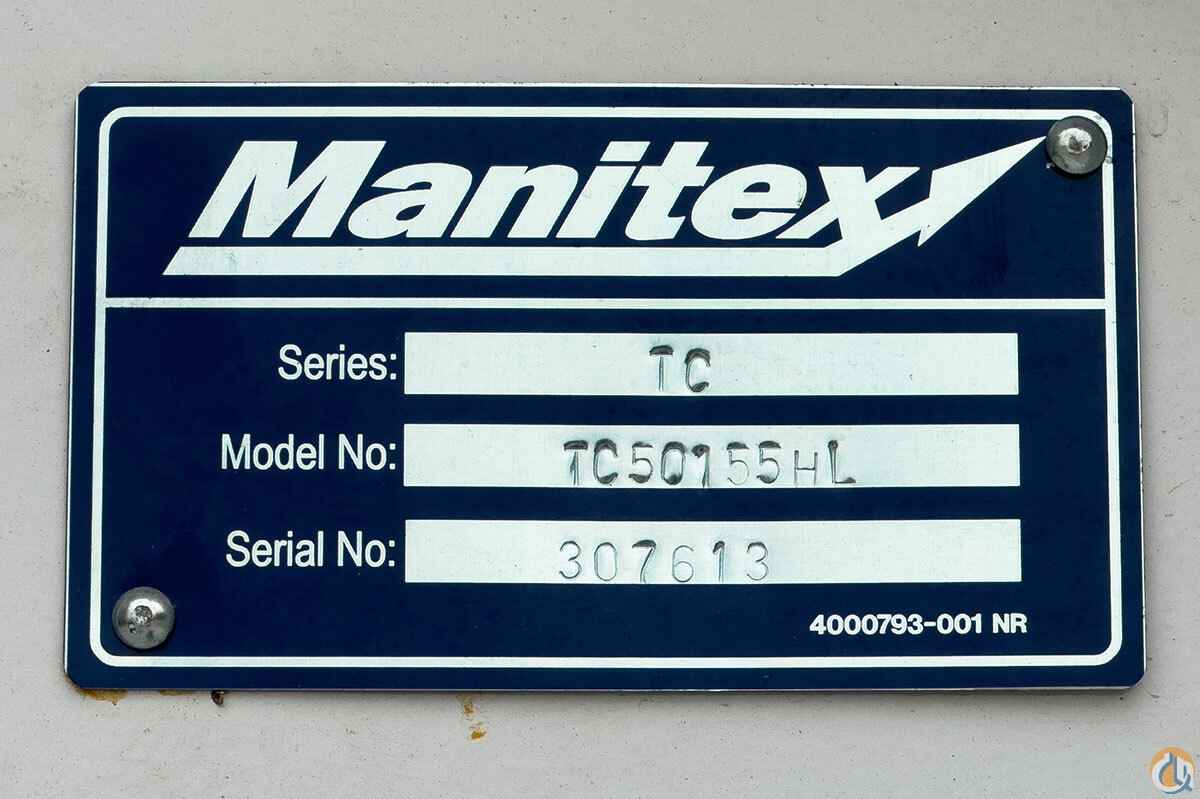 Manitex
Series: TC
Model No: TC50155HL
Serial No: 307613
4000793-001 NR